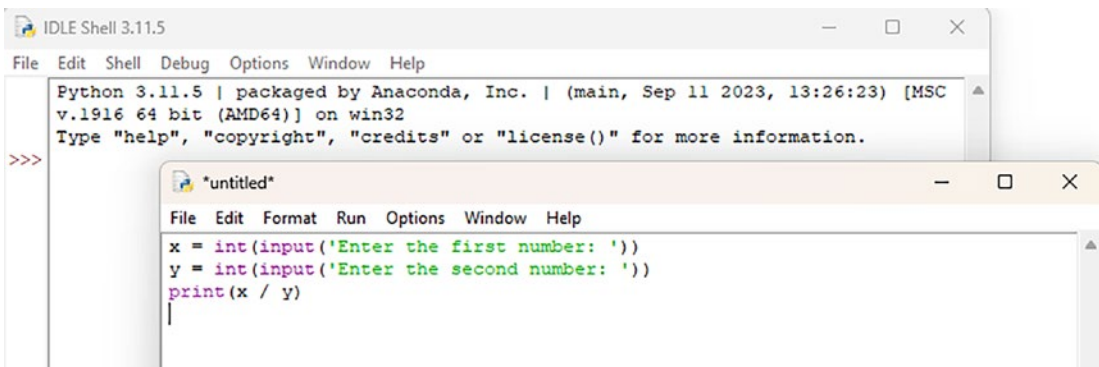 IDLE Shell 3.11.5
File Edit Shell Debug Options Window Help
Python 3.11.5 | packaged by Anaconda, Inc. | (main, Sep 11 2023, 13:26:23) [MSC
v.1916 64 bit (AMD64)] on win32
Type "help", "copyright", "credits" or "license()" for more information.
>>>
*untitled*
File Edit Format Run Options Window Help
x = int(input('Enter the first number: '))
y = int(input('Enter the second number: '))
print(x / y)